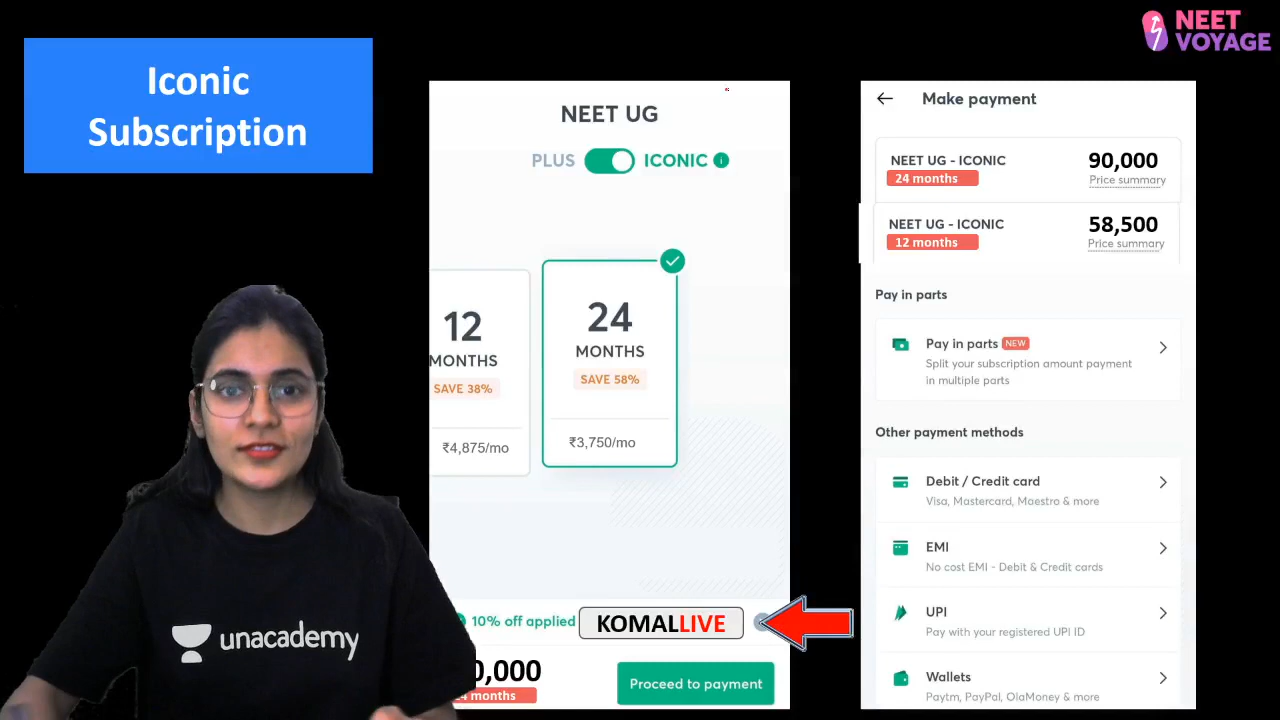 NEET
VOYAGE
Iconic
Subscription
NEET UG
PLUS ICONIC i
12
MONTHS
SAVE 38%
₹4,875/mo
24
MONTHS
SAVE 58%
₹3,750/mo
10% off applied KOMALLIVE
0,000
4 months
Proceed to payment
unacademy
Make payment
NEET UG - ICONIC 90,000
24 months Price summary
NEET UG - ICONIC 58,500
12 months Price summary
Pay in parts
Pay in parts NEW
Split your subscription amount payment
in multiple parts
Other payment methods
Debit / Credit card
Visa, Mastercard, Maestro & more
EMI
No cost EMI - Debit & Credit cards
UPI
Pay with your registered UPI ID
Wallets
Paytm, PayPal, OlaMoney & more